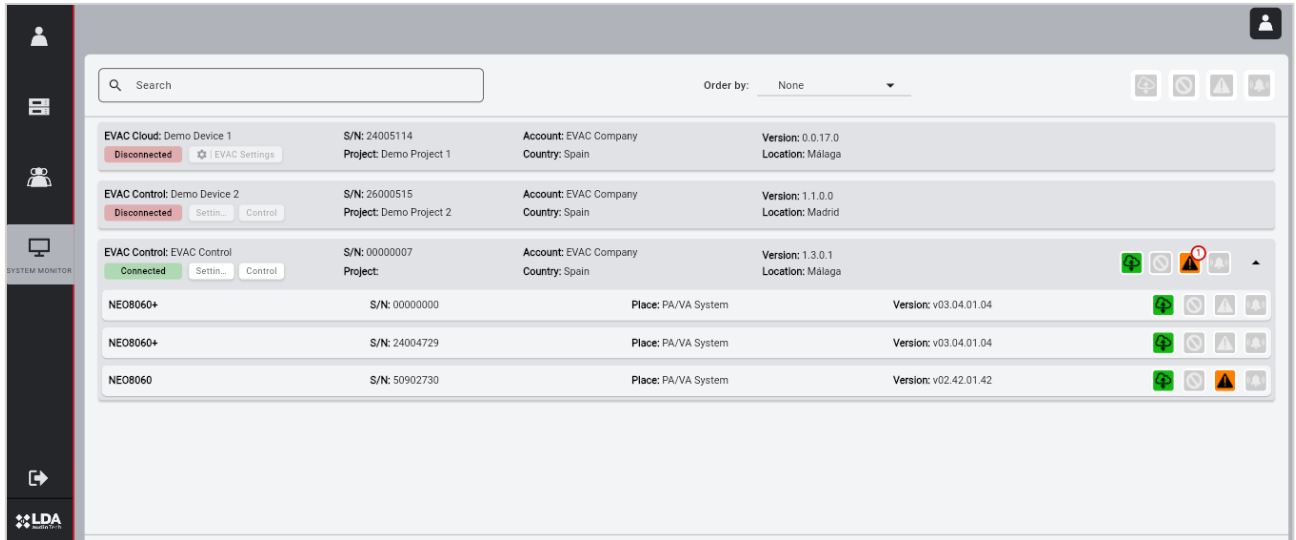 Search
Order by: None
EVAC Cloud: Demo Device 1 S/N: 24005114 Account: EVAC Company Version: 0.0.17.0
Disconnected | EVAC Settings Project: Demo Project 1 Country: Spain Location: Málaga
EVAC Control: Demo Device 2 S/N: 26000515 Account: EVAC Company Version: 1.1.0.0
Disconnected Settin... Control Project: Demo Project 2 Country: Spain Location: Madrid
SYSTEM MONITOR
EVAC Control: EVAC Control S/N: 00000007 Account: EVAC Company Version: 1.3.0.1
1
Connected Settin... Control Project: Country: Spain Location: Málaga
NEO8060+ S/N: 00000000 Place: PA/VA System Version: v03.04.01.04
NEO8060+ S/N: 24004729 Place: PA/VA System Version: v03.04.01.04
NEO8060 S/N: 50902730 Place: PA/VA System Version: v02.42.01.42
LDA
audioTech